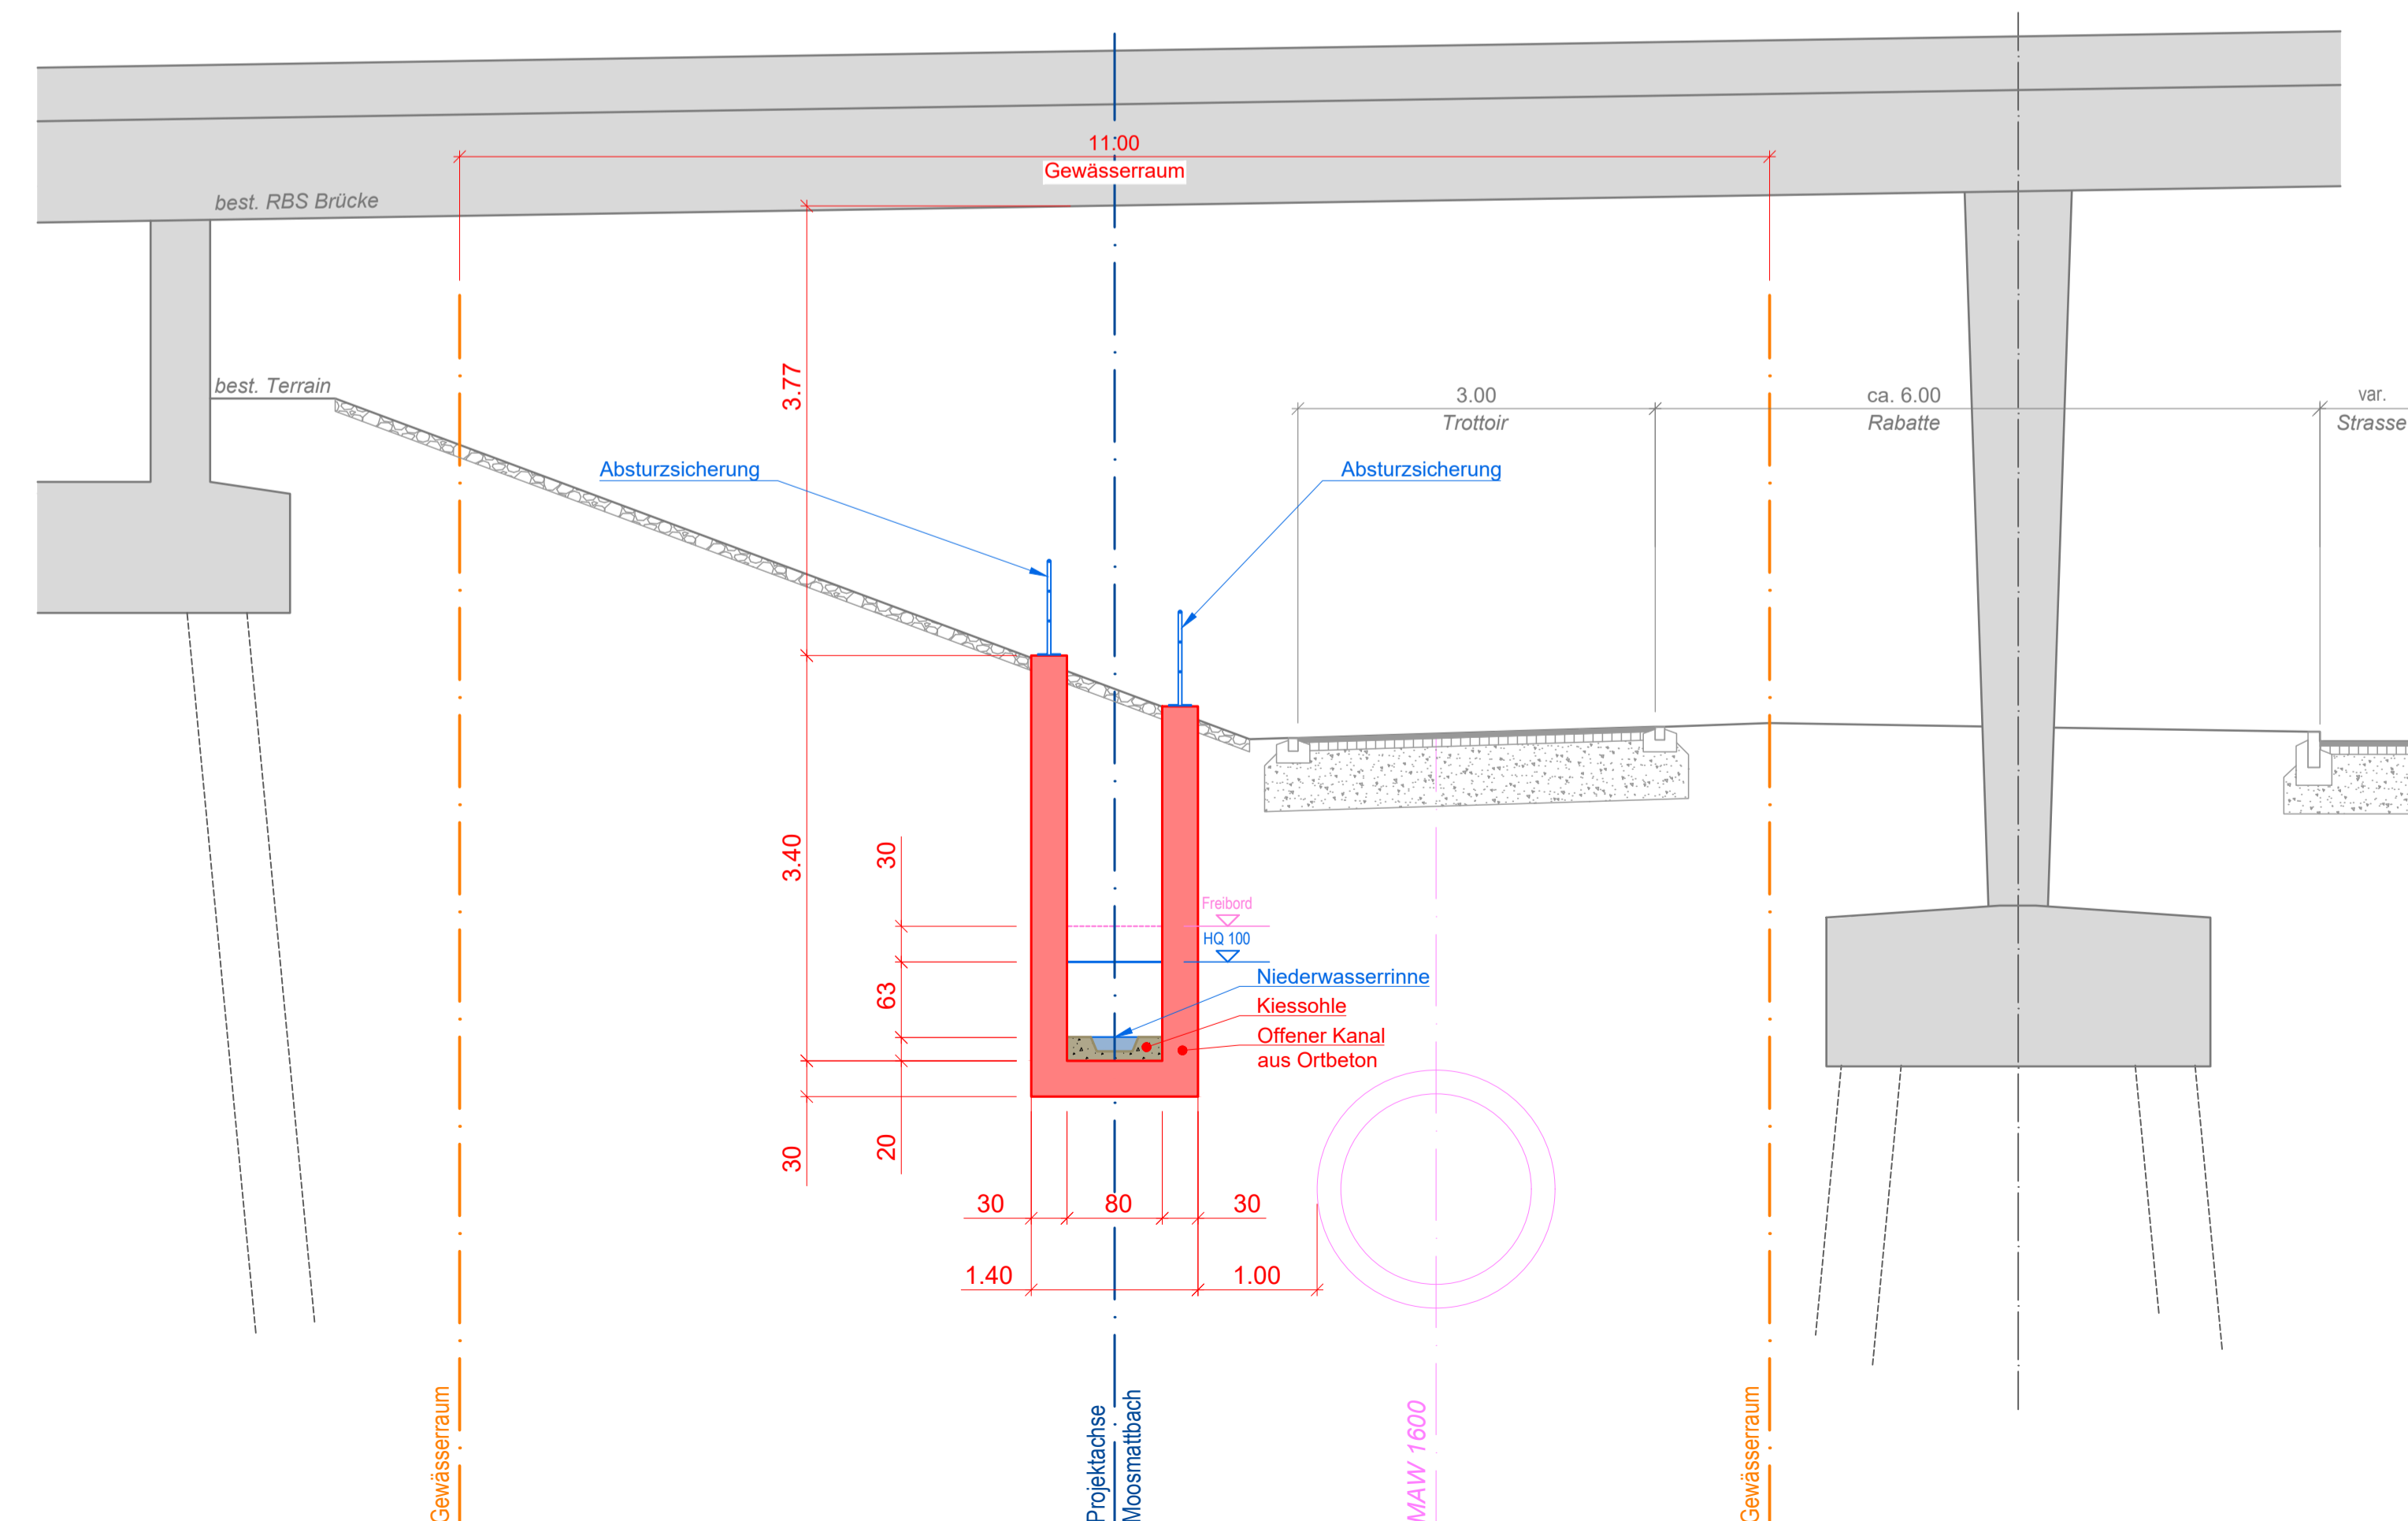 11.00
Gewässerraum
best. RBS Brücke
best. Terrain
3.77
3.00
Trottoir
ca. 6.00
Rabatte
var.
Strasse
Absturzsicherung
Absturzsicherung
3.40
30
Freibord
HQ 100
63
Niederwasserrinne
Kiessohle
Offener Kanal
aus Ortbeton
30
20
30
80
30
1.40
1.00
Gewässerraum
Projektachse
Moosmattbach
MAW 1600
Gewässerraum